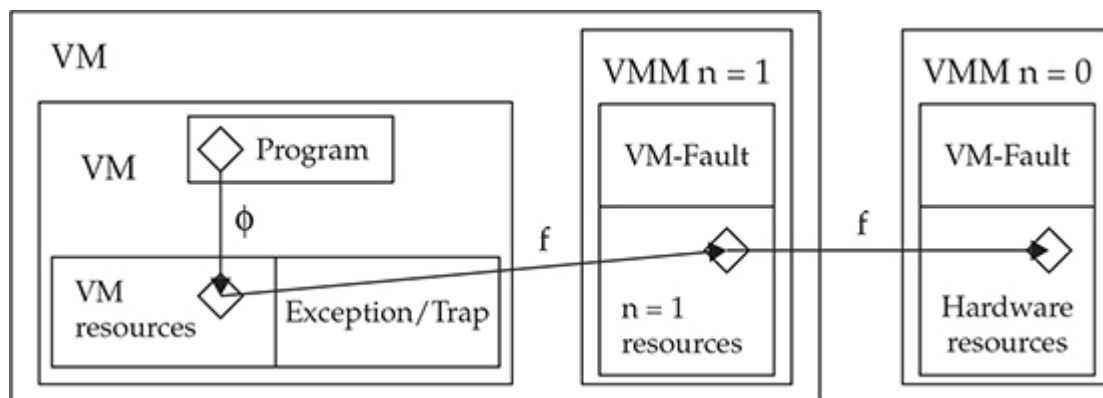 VM
VMM n = 1
VMM n = 0
VM
Program
VM-Fault
VM-Fault
ϕ
f
f
VM
resources
Exception/Trap
n = 1
resources
Hardware
resources